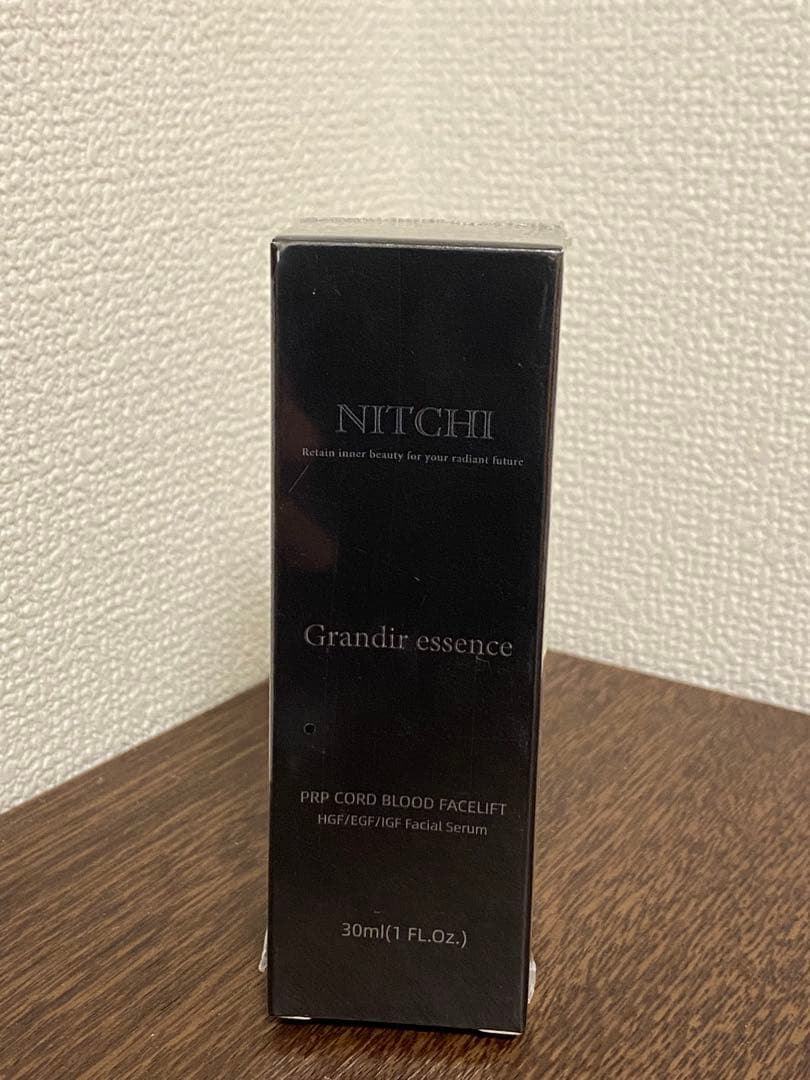 NITCHI
Retain inner beauty for your radiant future
Grandir essence
PRP CORD BLOOD FACELIFT
HGF/EGF/IGF Facial Serum
30ml(1 FL.Oz.)